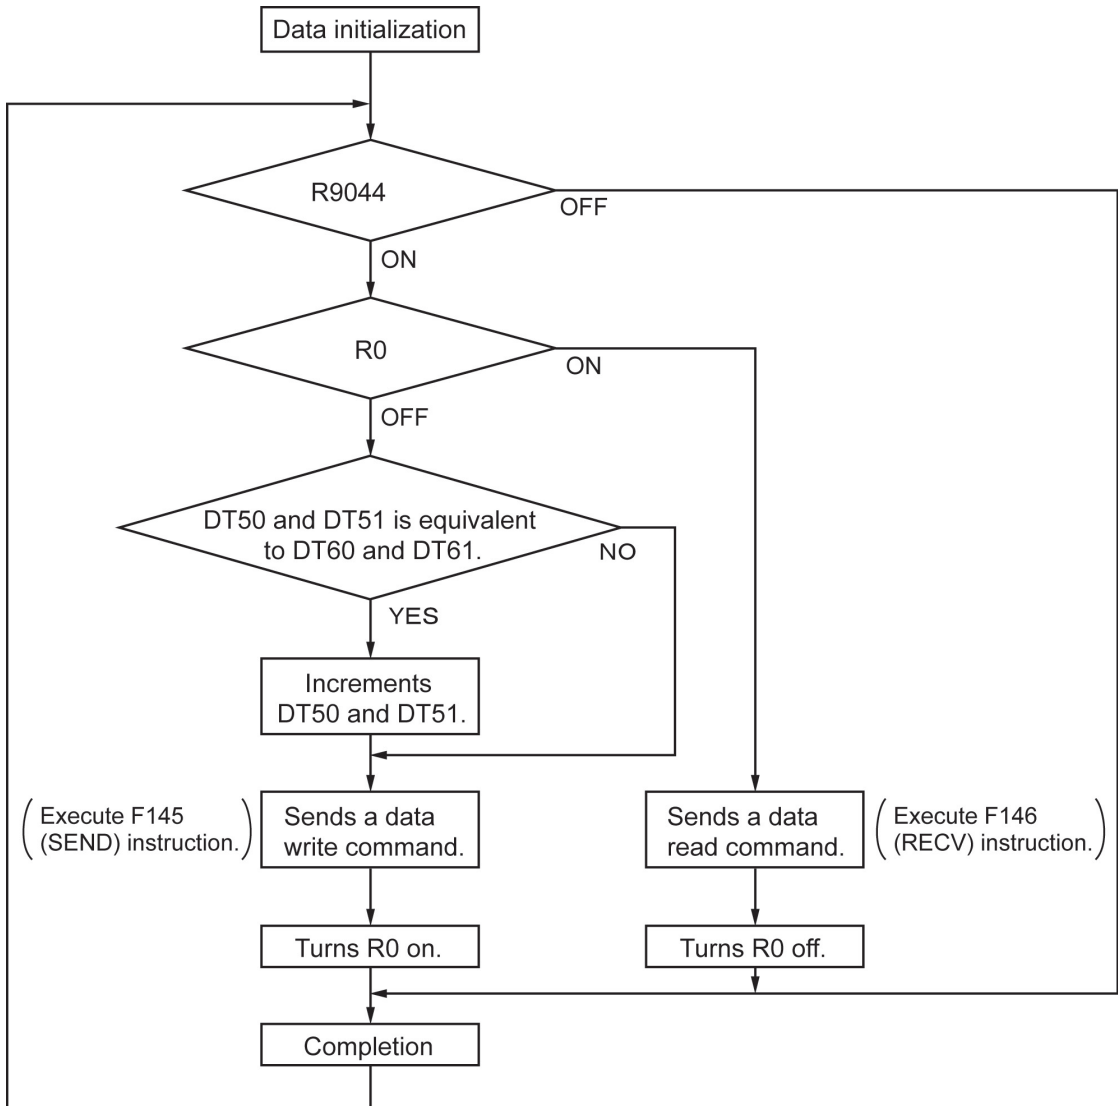 Data initialization
R9044
OFF
ON
R0
ON
OFF
DT50 and DT51 is equivalent
to DT60 and DT61.
NO
YES
Increments
DT50 and DT51.
(Execute F145
(SEND) instruction.)
Sends a data
write command.
Sends a data
read command.
(Execute F146
(RECV) instruction.)
Turns R0 on.
Turns R0 off.
Completion